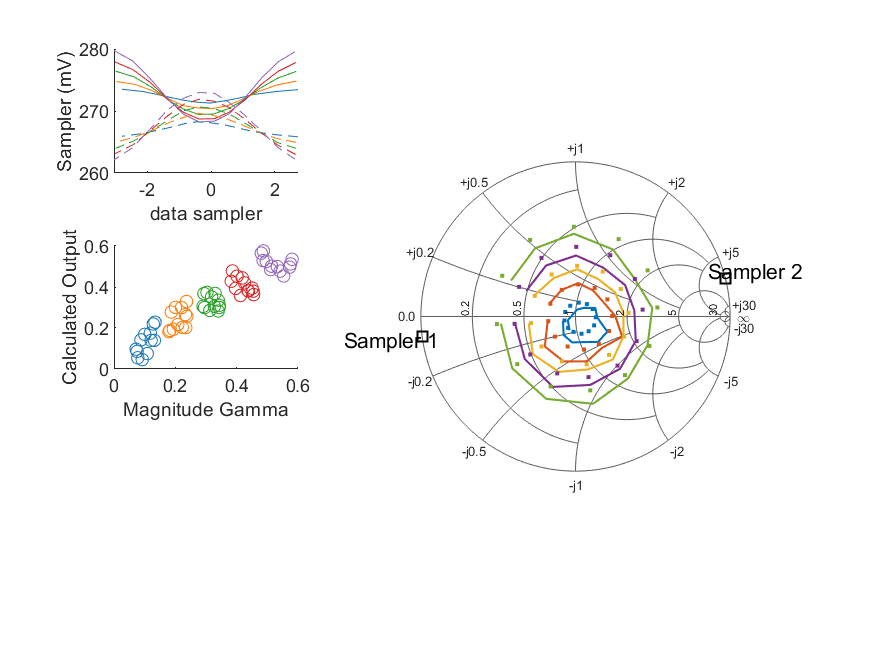 280
270
260
Sampler (mV)
-2 0 2
data sampler
0.6
0.4
0.2
0
Calculated Output
0 0.2 0.4 0.6
Magnitude Gamma
+j1
+j0.5 +j2
+j0.2 +j5
Sampler 2
+j30
0.0 0.2 0.5 1 2 5 30 ∞
-j30
Sampler 1
-j0.2 -j5
-j0.5 -j2
-j1